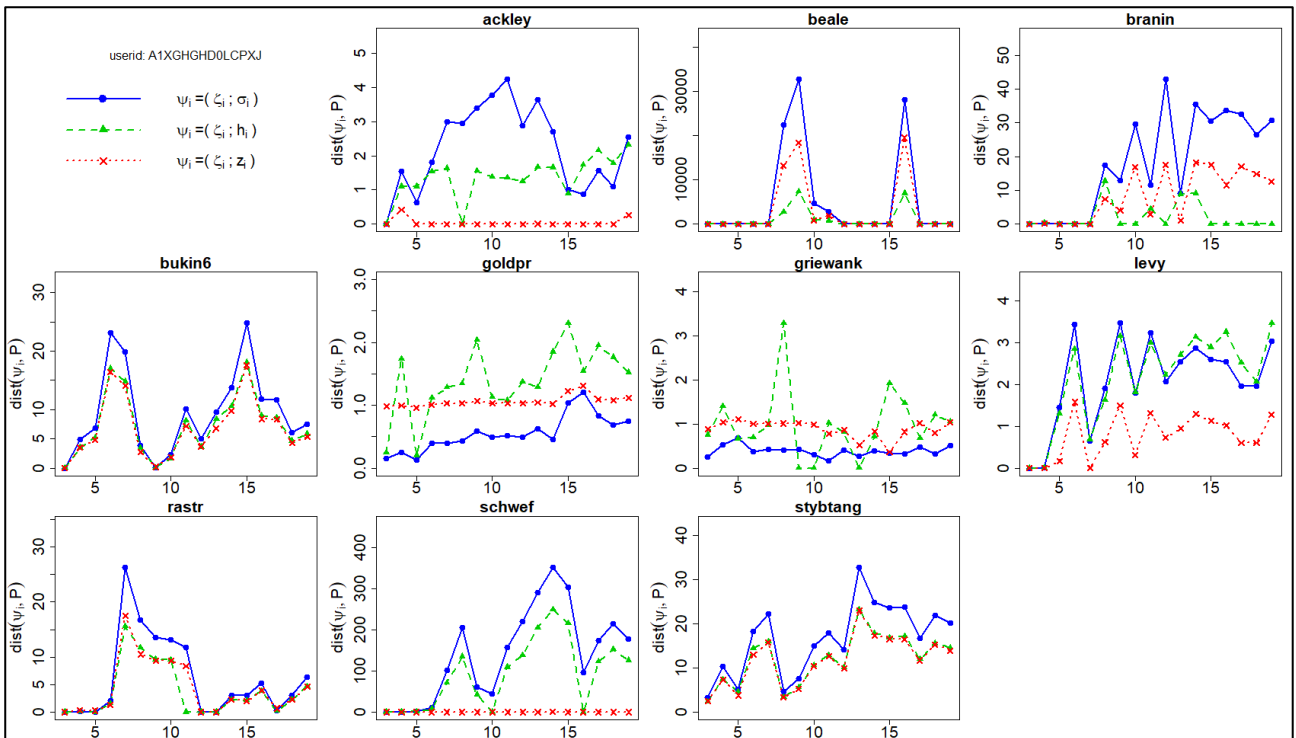 ackley
beale
branin
userid: A1XGHGHD0LCPXJ
ψi =( ζi ; σi )
ψi =( ζi ; hi )
ψi =( ζi ; zi )
dist(ψi, P)
0 1 2 3 4 5
5 10 15
dist(ψi, P)
0 10000 30000
5 10 15
dist(ψi, P)
0 10 20 30 40 50
5 10 15
bukin6
goldpr
griewank
levy
dist(ψi, P)
0 5 10 20 30
5 10 15
dist(ψi, P)
0.0 1.0 2.0 3.0
5 10 15
dist(ψi, P)
0 1 2 3 4
5 10 15
dist(ψi, P)
0 1 2 3 4
5 10 15
rastr
schwef
stybtang
dist(ψi, P)
0 5 10 20 30
5 10 15
dist(ψi, P)
0 100 200 300 400
5 10 15
dist(ψi, P)
0 10 20 30 40
5 10 15